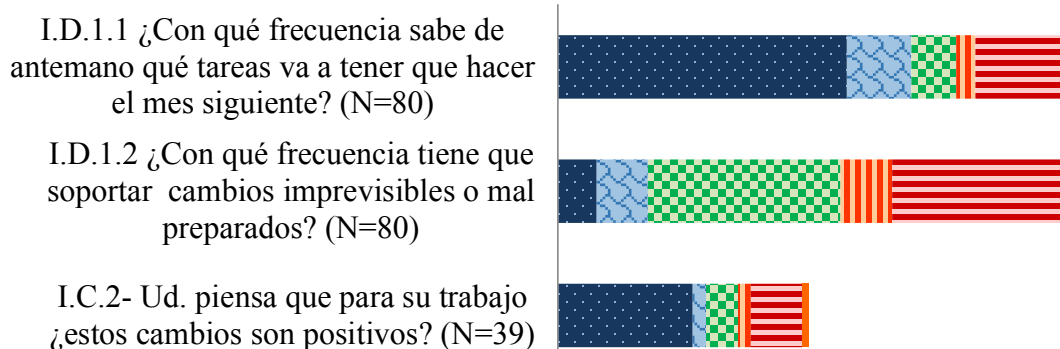 I.D.1.1 ¿Con qué frecuencia sabe de
antemano qué tareas va a tener que hacer
el mes siguiente? (N=80)
I.D.1.2 ¿Con qué frecuencia tiene que
soportar cambios imprevisibles o mal
preparados? (N=80)
I.C.2- Ud. piensa que para su trabajo
¿estos cambios son positivos? (N=39)